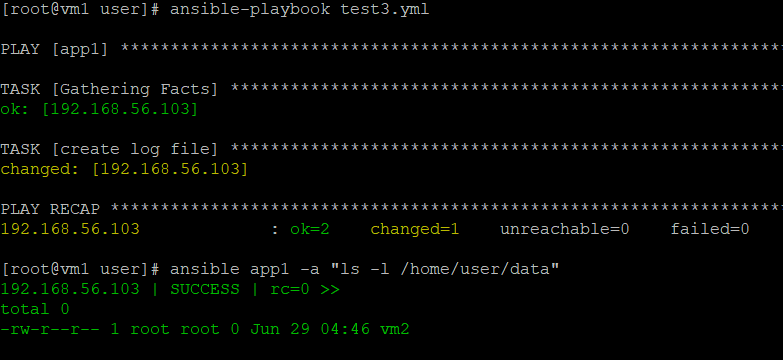 [root@vm1 user]# ansible-playbook test3.yml
PLAY [app1] *******************************************************************
TASK [Gathering Facts] ********************************************************
ok: [192.168.56.103]
TASK [create log file] ********************************************************
changed: [192.168.56.103]
PLAY RECAP ********************************************************************
192.168.56.103             : ok=2    changed=1    unreachable=0    failed=0
[root@vm1 user]# ansible app1 -a "ls -l /home/user/data"
192.168.56.103 | SUCCESS | rc=0 >>
total 0
-rw-r--r-- 1 root root 0 Jun 29 04:46 vm2